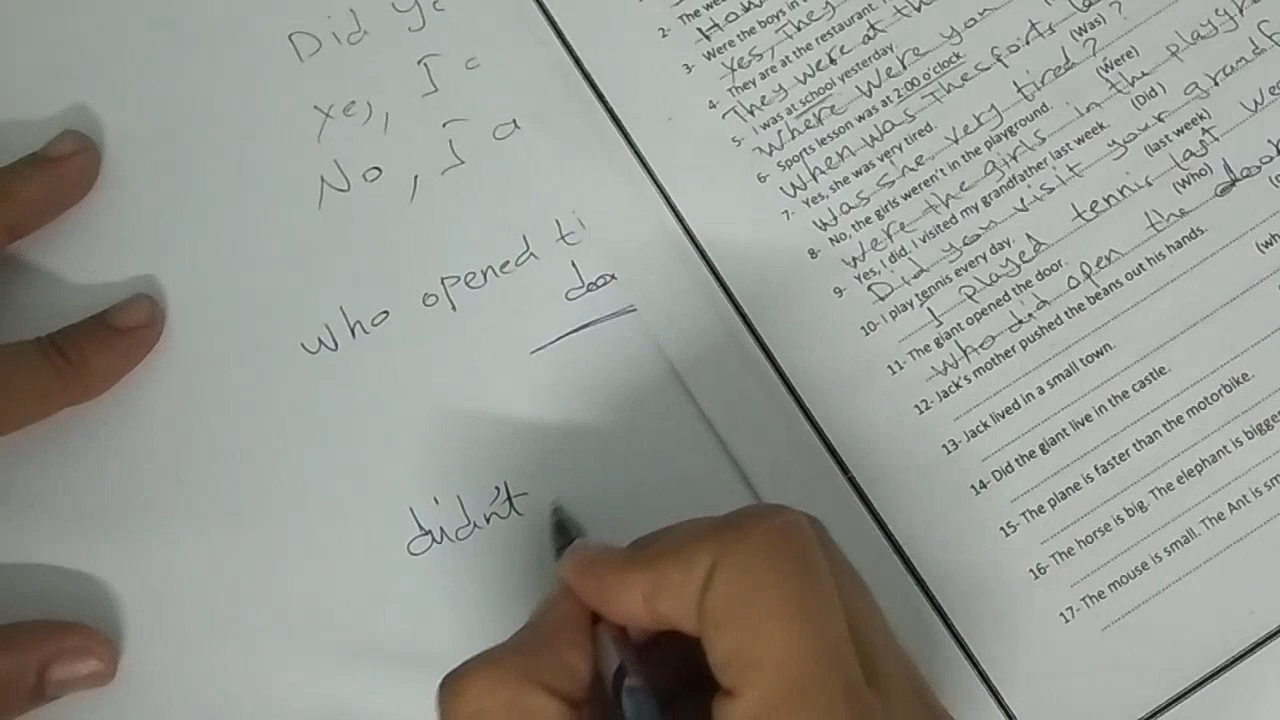 Did Yo
Yes, I
No, I
who opened t
door
didn't
2- The we
How
3- Were the boys in
Yes, They
4- They are at the restaurant.
They were at th
5- I was at school yesterday.
Where were you
6- Sports lesson was at 2:00 o'clock.
When was The sports
(Was) ?
7- Yes, she was very tired.
Was she very tired?
(Were)
8- No, the girls weren't in the playground.
Were the girls in the playgr
(Did)
9- Yes, I did. I visited my grandfather last week
Did you visit your grandf
(last week)
10- I play tennis every day.
I played tennis last we
(Who)
11- The giant opened the door.
Who did open the door
12- Jack's mother pushed the beans out his hands.
(wh
13- Jack lived in a small town.
14- Did the giant live in the castle.
15- The plane is faster than the motorbike.
16- The horse is big. The elephant is bigge
17- The mouse is small. The Ant is sm